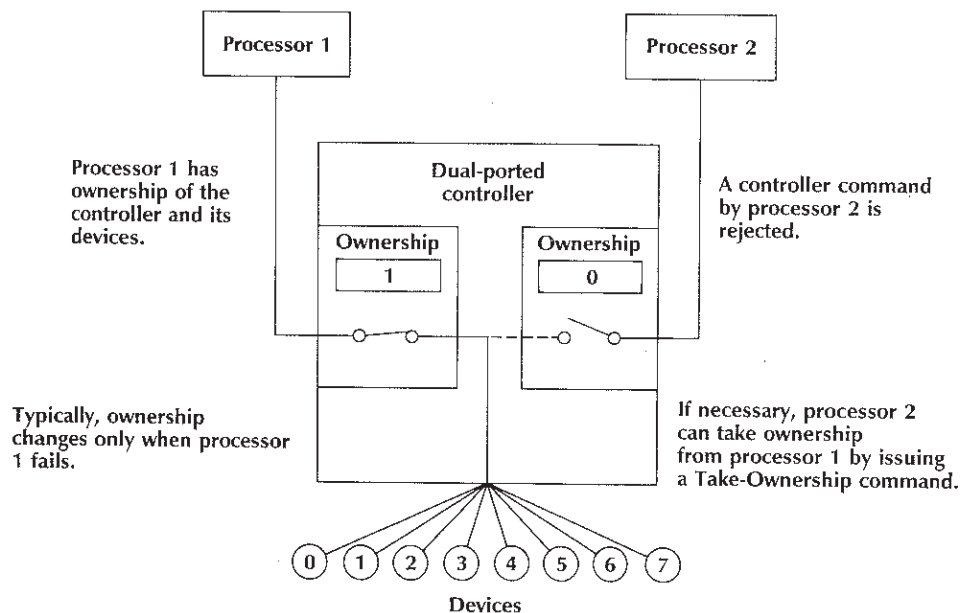 Processor 1
Processor 2
Processor 1 has
ownership of the
controller and its
devices.
Dual-ported
controller
A controller command
by processor 2 is
rejected.
Ownership
1
Ownership
0
Typically, ownership
changes only when processor
1 fails.
If necessary, processor 2
can take ownership
from processor 1 by issuing
a Take-Ownership command.
0 1 2 3 4 5 6 7
Devices